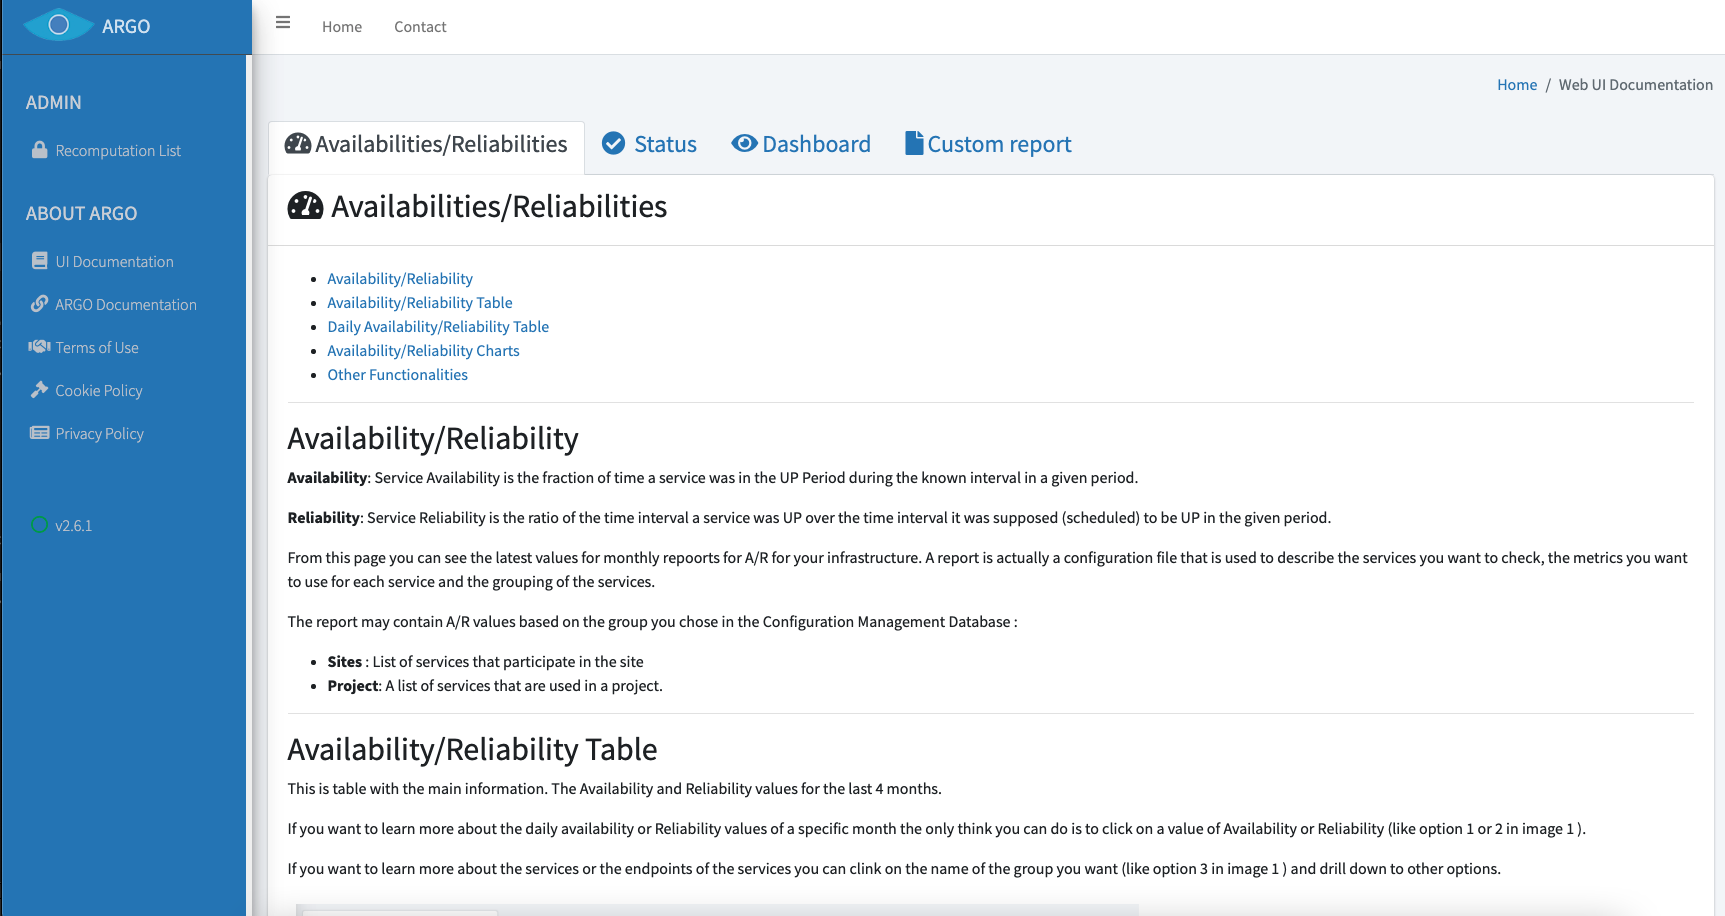 ARGO
Home
Contact
ADMIN
Recomputation List
ABOUT ARGO
UI Documentation
ARGO Documentation
Terms of Use
Cookie Policy
Privacy Policy
v2.6.1
Home / Web UI Documentation
Availabilities/Reliabilities
Status
Dashboard
Custom report
Availabilities/Reliabilities
Availability/Reliability
Availability/Reliability Table
Daily Availability/Reliability Table
Availability/Reliability Charts
Other Functionalities
Availability/Reliability
Availability: Service Availability is the fraction of time a service was in the UP Period during the known interval in a given period.
Reliability: Service Reliability is the ratio of the time interval a service was UP over the time interval it was supposed (scheduled) to be UP in the given period.
From this page you can see the latest values for monthly repoorts for A/R for your infrastructure. A report is actually a configuration file that is used to describe the services you want to check, the metrics you want
to use for each service and the grouping of the services.
The report may contain A/R values based on the group you chose in the Configuration Management Database :
Sites : List of services that participate in the site
Project: A list of services that are used in a project.
Availability/Reliability Table
This is table with the main information. The Availability and Reliability values for the last 4 months.
If you want to learn more about the daily availability or Reliability values of a specific month the only think you can do is to click on a value of Availability or Reliability (like option 1 or 2 in image 1 ).
If you want to learn more about the services or the endpoints of the services you can clink on the name of the group you want (like option 3 in image 1 ) and drill down to other options.